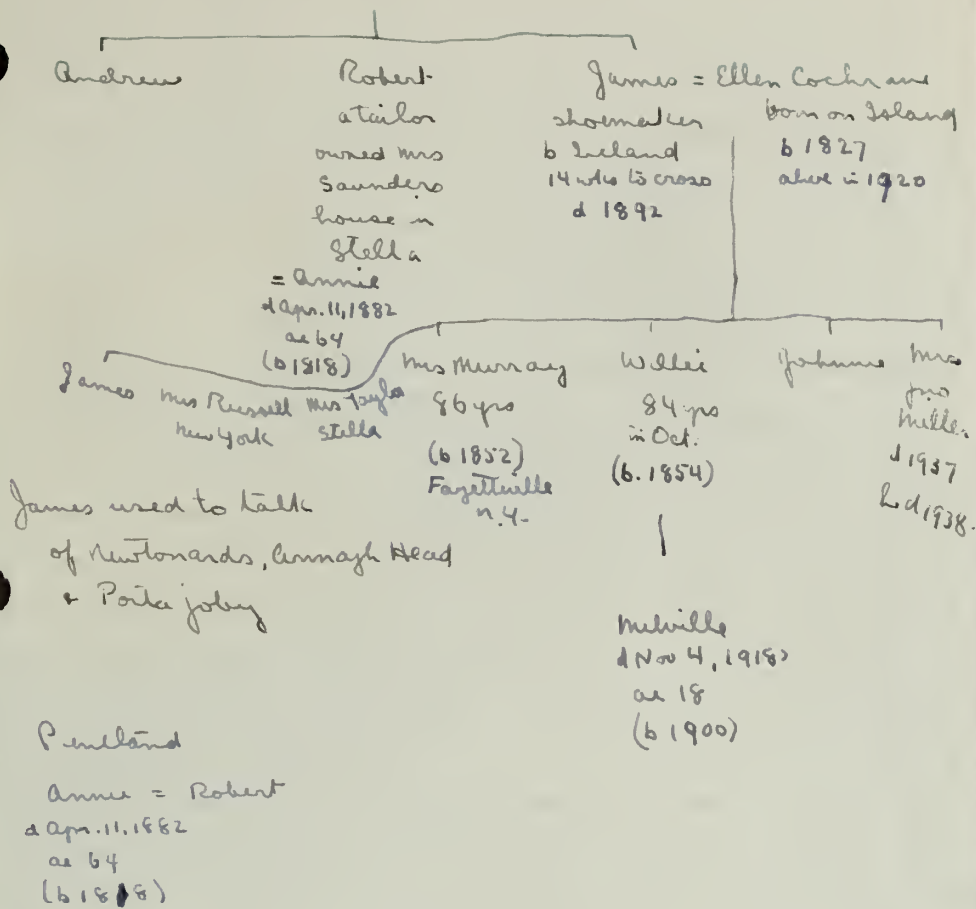 Andrew
Robert
a tailor
owned Mrs
Saunders
house in
Stella
= Annie
d Apr. 11, 1882
ae 64
(b 1818)
James = Ellen Cochrane
shoemaker
b Ireland
14 wks to cross
d 1892
born on Island
b 1827
alive in 1920
James
Mrs Russell
New York
Mrs Taylor
Stella
Mrs Murray
86 yrs
(b 1852)
Fayettville
N.Y.
Willie
84 yrs
in Oct.
(b. 1854)
Johnnie
Mrs
Jno
Miller
d 1937
d 1938.
James used to talk
of Newtonards, Annagh Head
& Porta joby
Melville
d Nov 4, 1918
ae 18
(b 1900)
Pentland
Annie = Robert
d Apr. 11, 1882
ae 64
(b 1818)